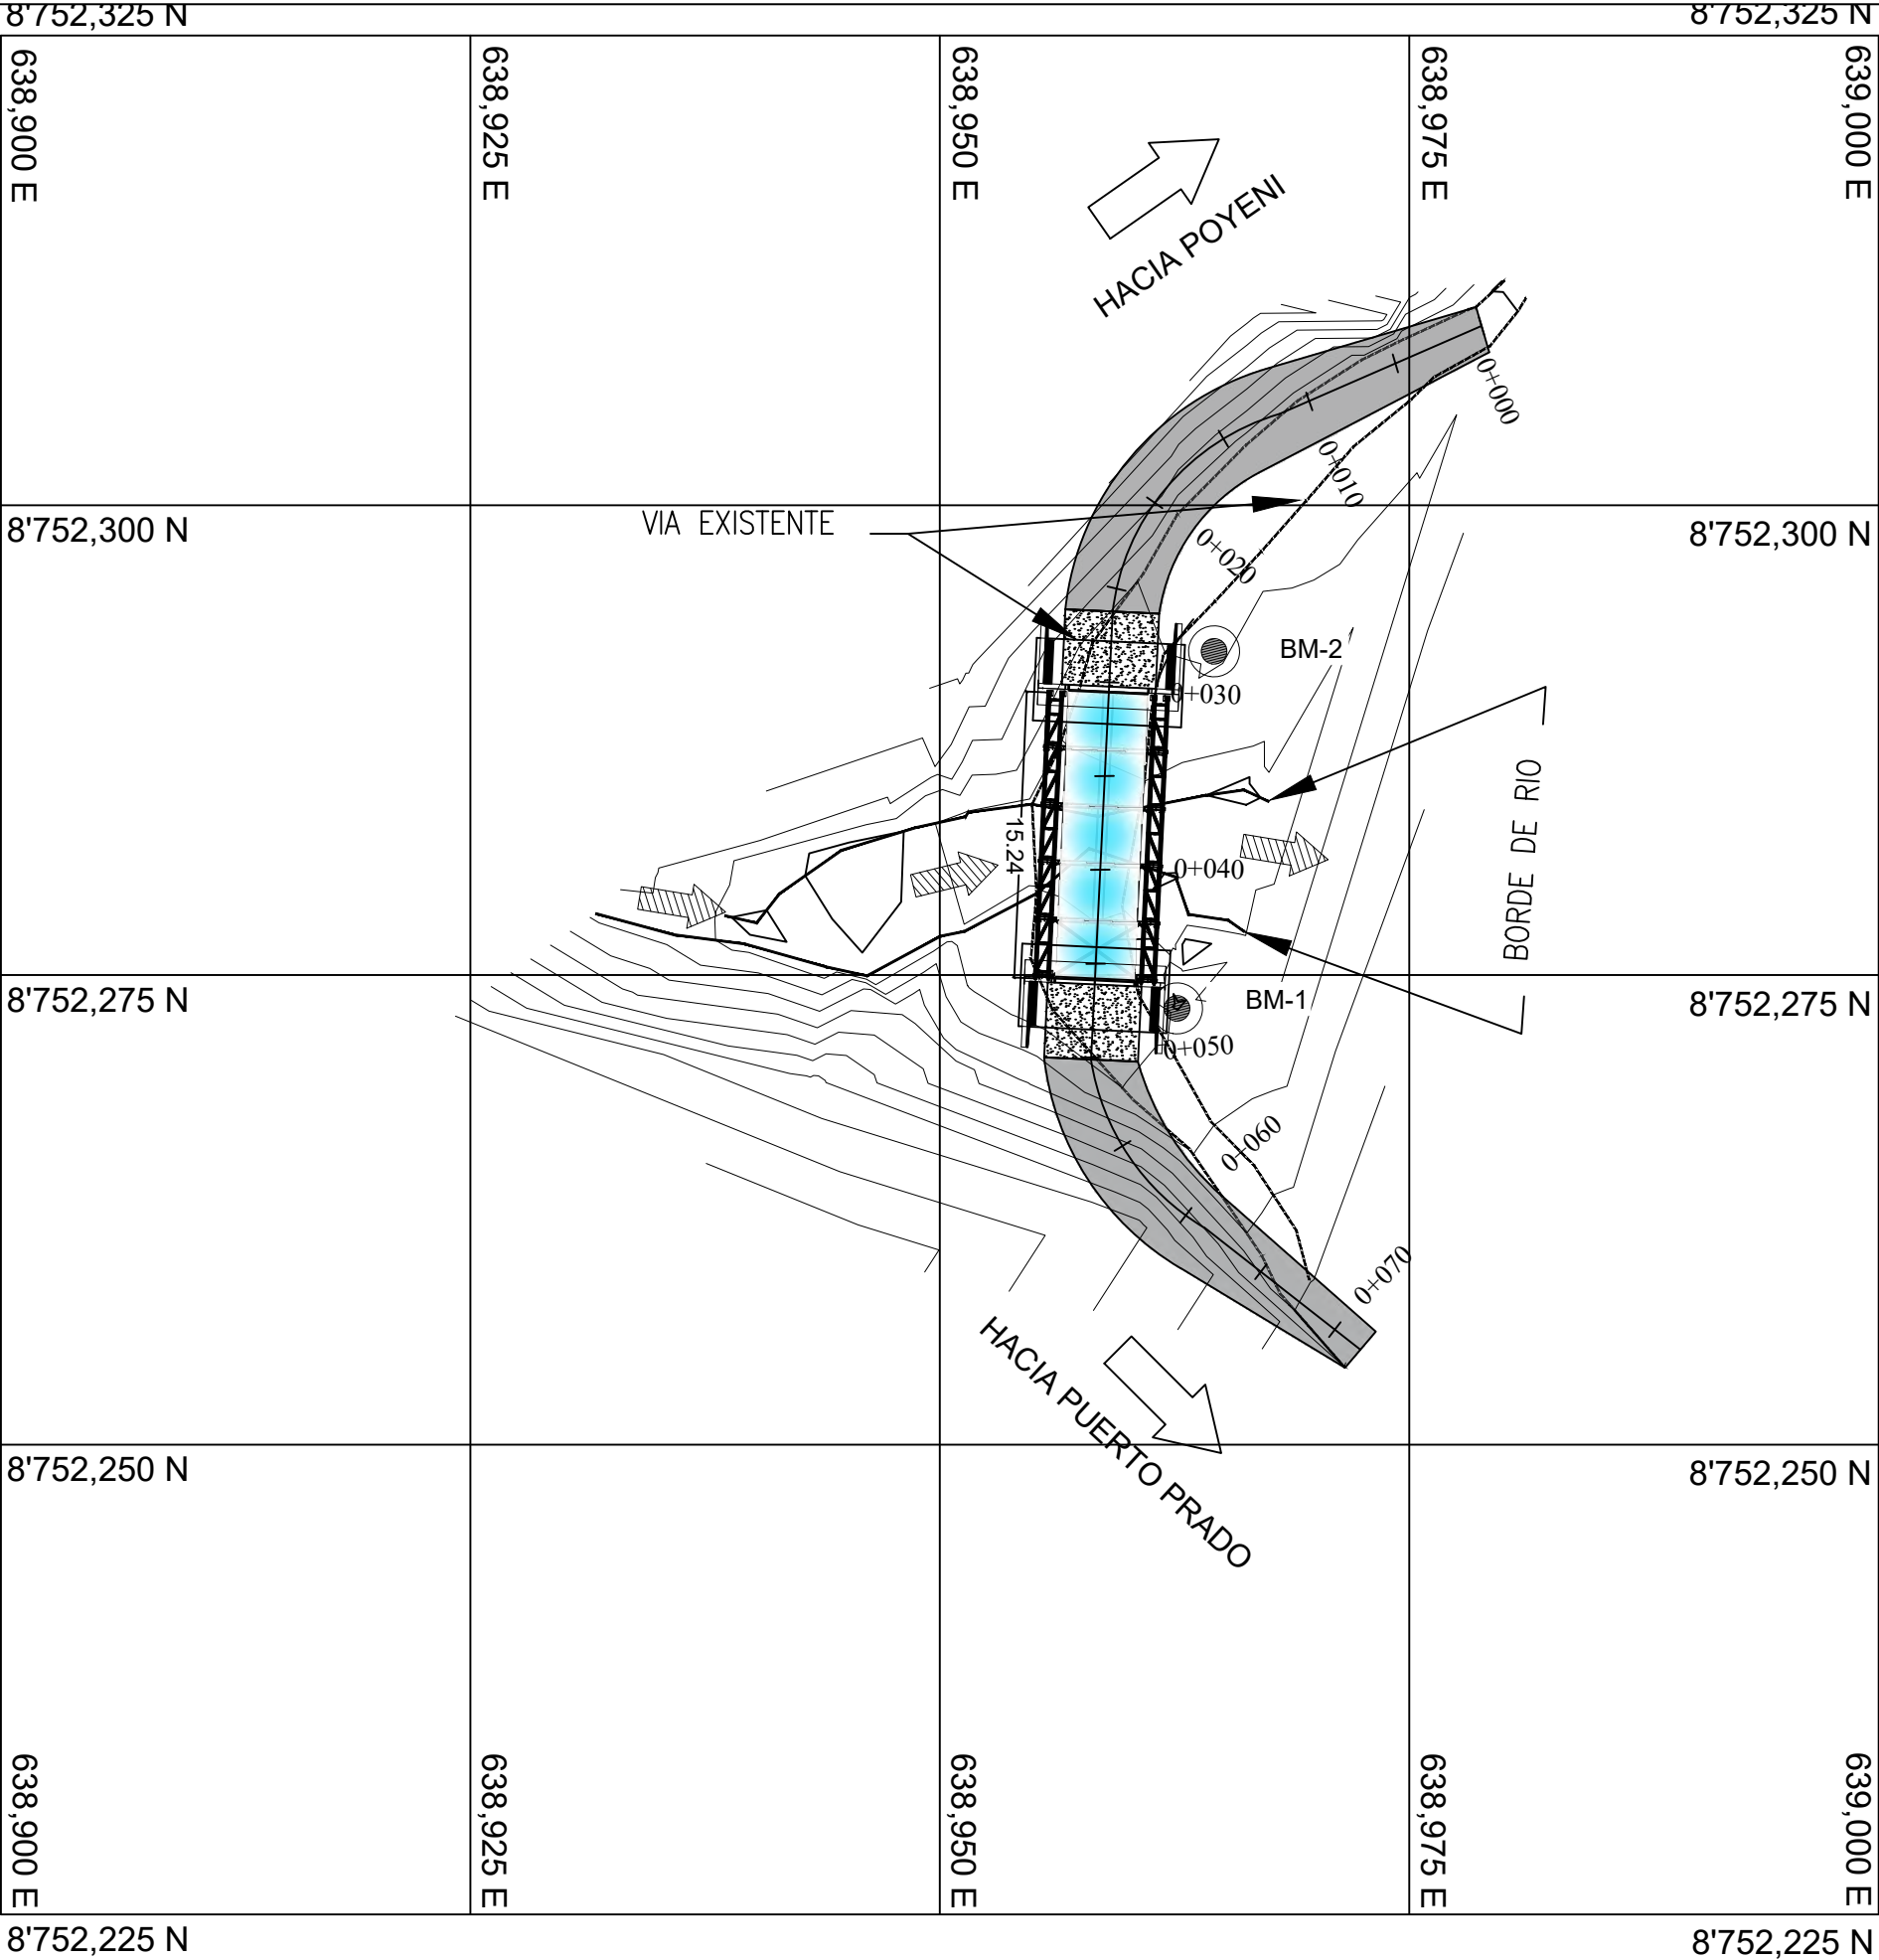 8'752,325 N
8'752,325 N
638,900 E
638,925 E
638,950 E
638,975 E
639,000 E
HACIA POYENI
0+000
0+010
8'752,300 N
VIA EXISTENTE
8'752,300 N
0+020
BM-2
0+030
BORDE DE RIO
15.24
0+040
8'752,275 N
BM-1
8'752,275 N
0+050
0+060
0+070
HACIA PUERTO PRADO
8'752,250 N
8'752,250 N
638,900 E
638,925 E
638,950 E
638,975 E
639,000 E
8'752,225 N
8'752,225 N